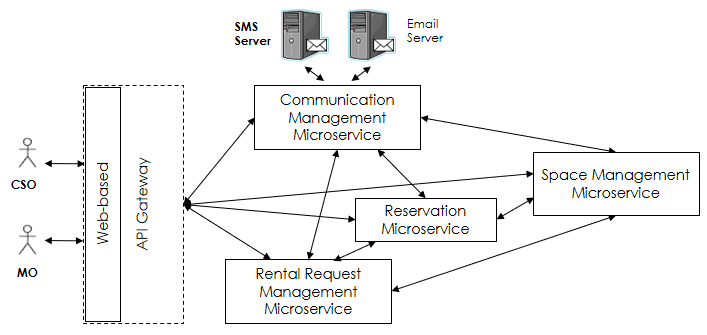 SMS
Server
Email
Server
Communication
Management
Microservice
CSO
MO
Web-based
API Gateway
Space Management
Microservice
Reservation
Microservice
Rental Request
Management
Microservice